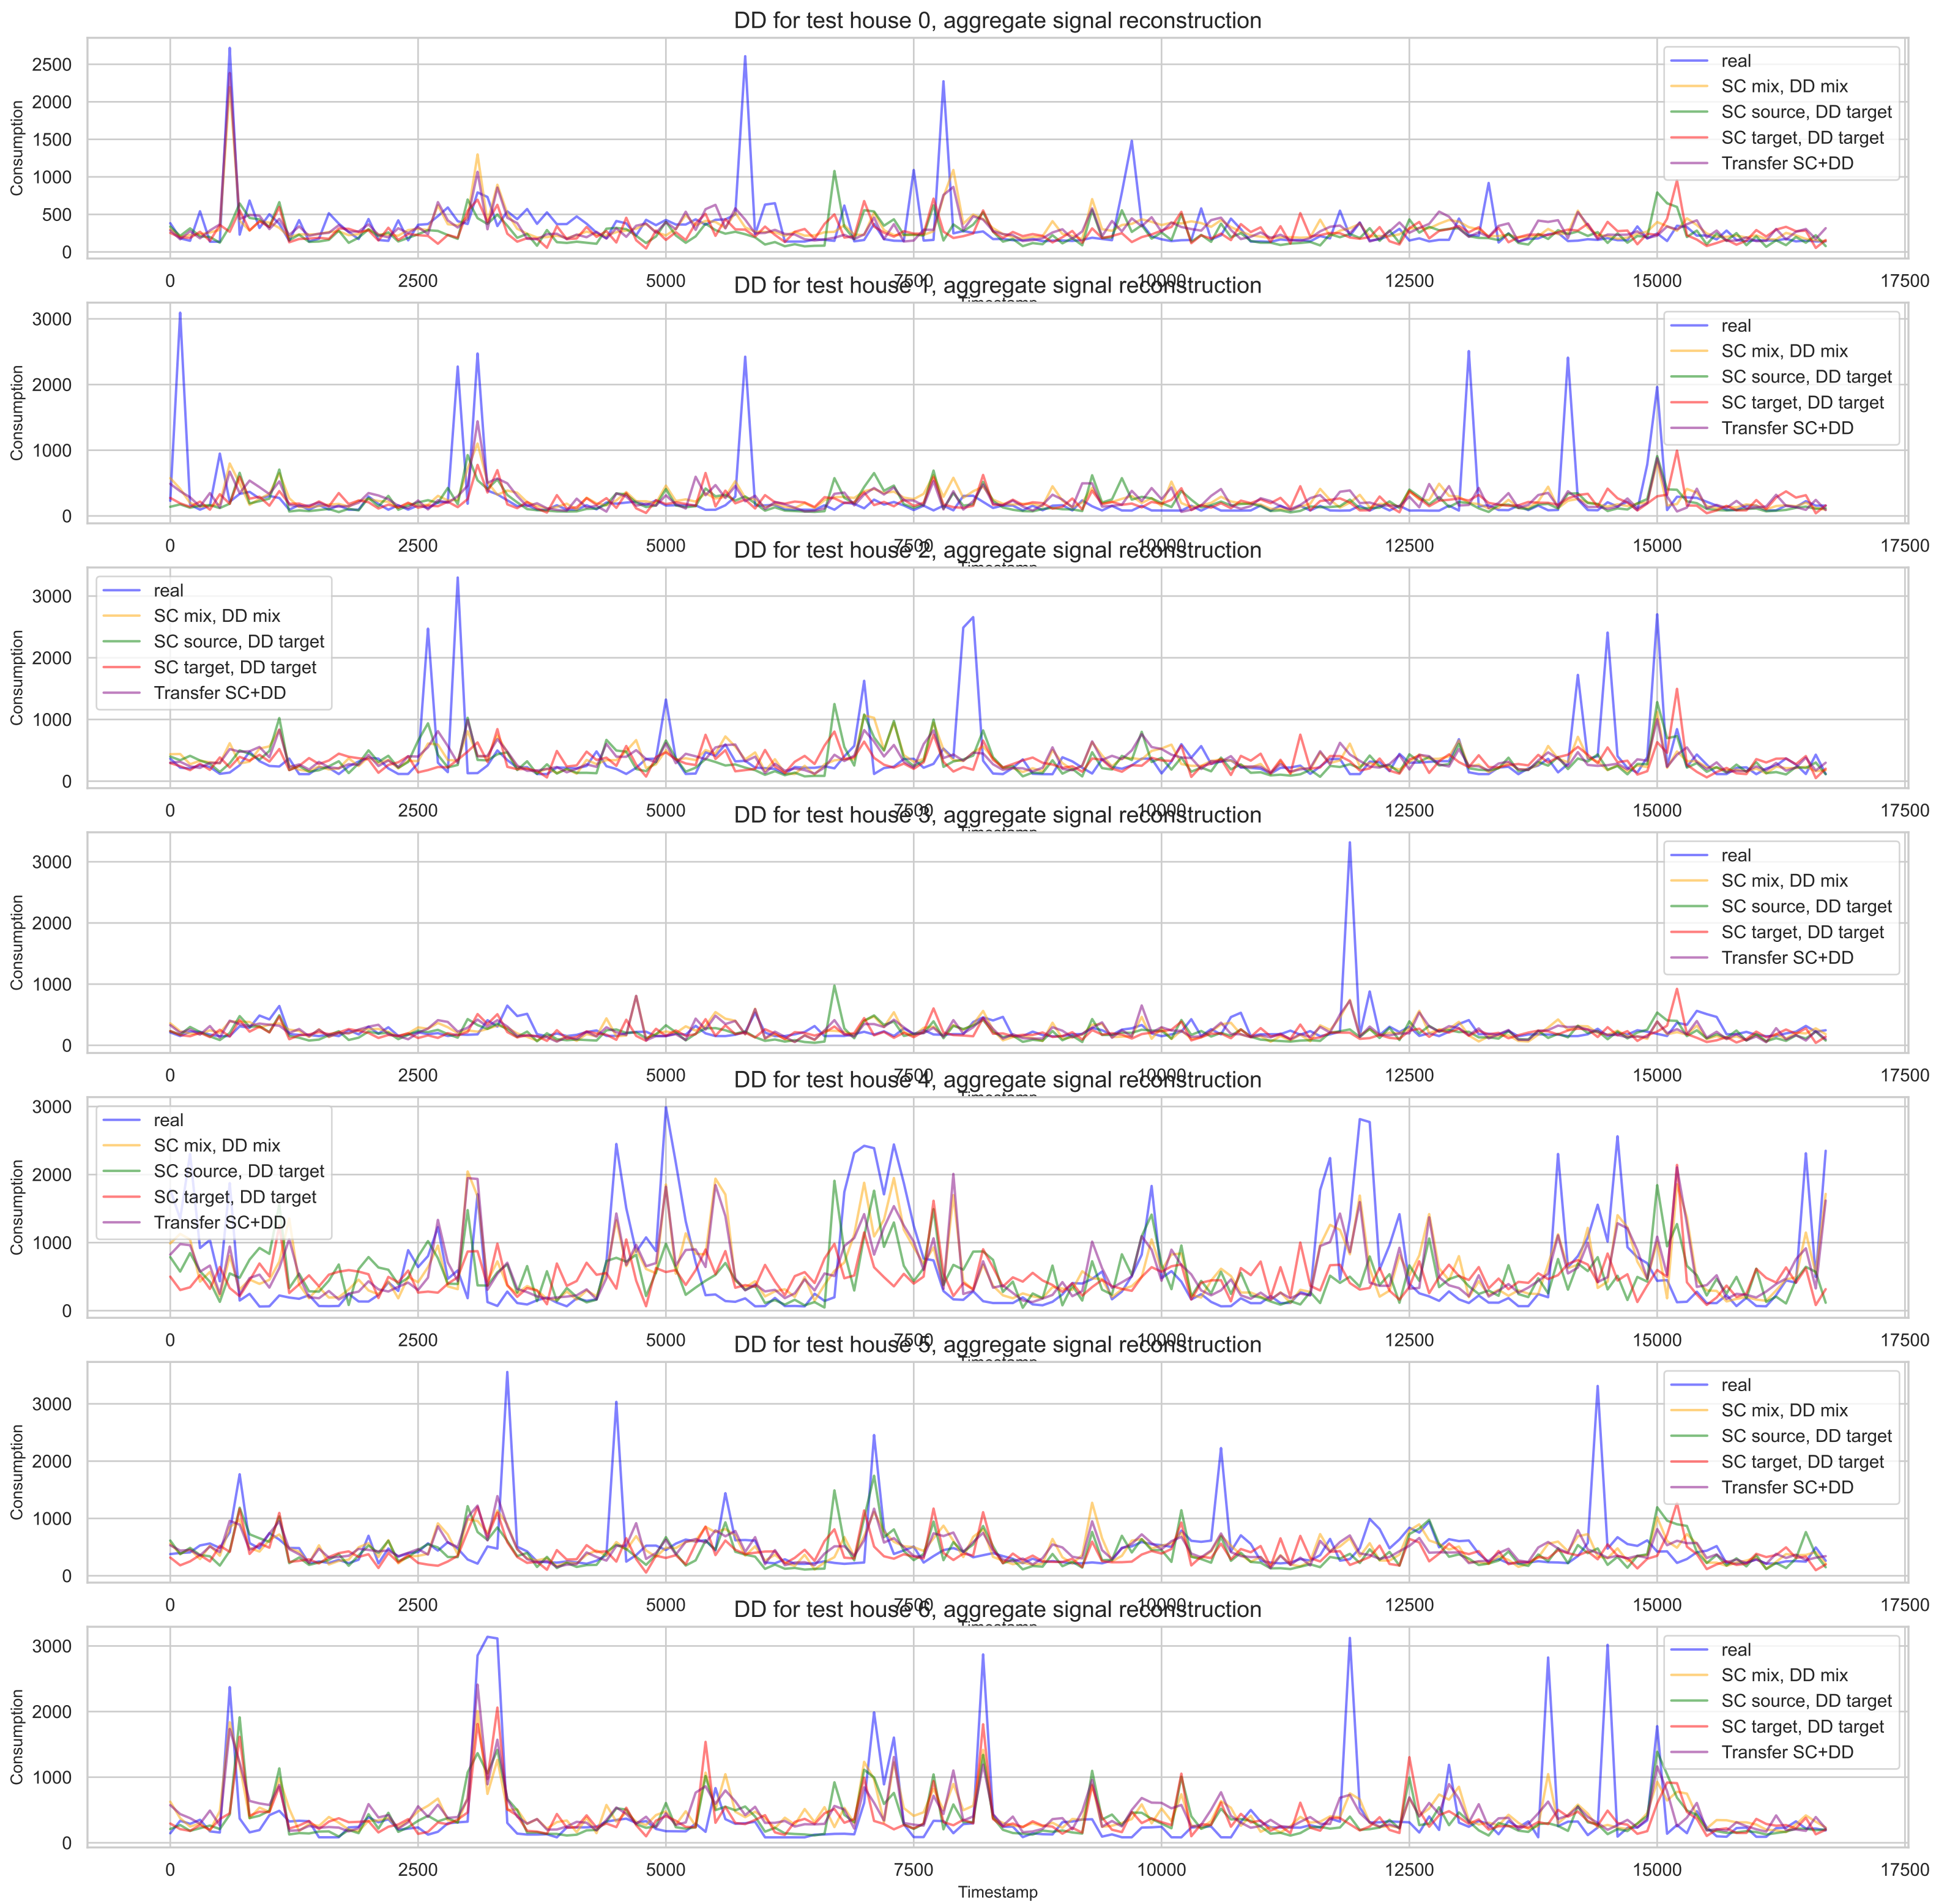 DD for test house 0, aggregate signal reconstruction
2500
2000
1500
1000
500
0
Consumption
real
SC mix, DD mix
SC source, DD target
SC target, DD target
Transfer SC+DD
0 2500 5000 7500 10000 12500 15000 17500
Timestamp
DD for test house 1, aggregate signal reconstruction
3000
2000
1000
0
Consumption
real
SC mix, DD mix
SC source, DD target
SC target, DD target
Transfer SC+DD
0 2500 5000 7500 10000 12500 15000 17500
Timestamp
DD for test house 2, aggregate signal reconstruction
3000
2000
1000
0
Consumption
real
SC mix, DD mix
SC source, DD target
SC target, DD target
Transfer SC+DD
0 2500 5000 7500 10000 12500 15000 17500
Timestamp
DD for test house 3, aggregate signal reconstruction
3000
2000
1000
0
Consumption
real
SC mix, DD mix
SC source, DD target
SC target, DD target
Transfer SC+DD
0 2500 5000 7500 10000 12500 15000 17500
Timestamp
DD for test house 4, aggregate signal reconstruction
3000
2000
1000
0
Consumption
real
SC mix, DD mix
SC source, DD target
SC target, DD target
Transfer SC+DD
0 2500 5000 7500 10000 12500 15000 17500
Timestamp
DD for test house 5, aggregate signal reconstruction
3000
2000
1000
0
Consumption
real
SC mix, DD mix
SC source, DD target
SC target, DD target
Transfer SC+DD
0 2500 5000 7500 10000 12500 15000 17500
Timestamp
DD for test house 6, aggregate signal reconstruction
3000
2000
1000
0
Consumption
real
SC mix, DD mix
SC source, DD target
SC target, DD target
Transfer SC+DD
0 2500 5000 7500 10000 12500 15000 17500
Timestamp